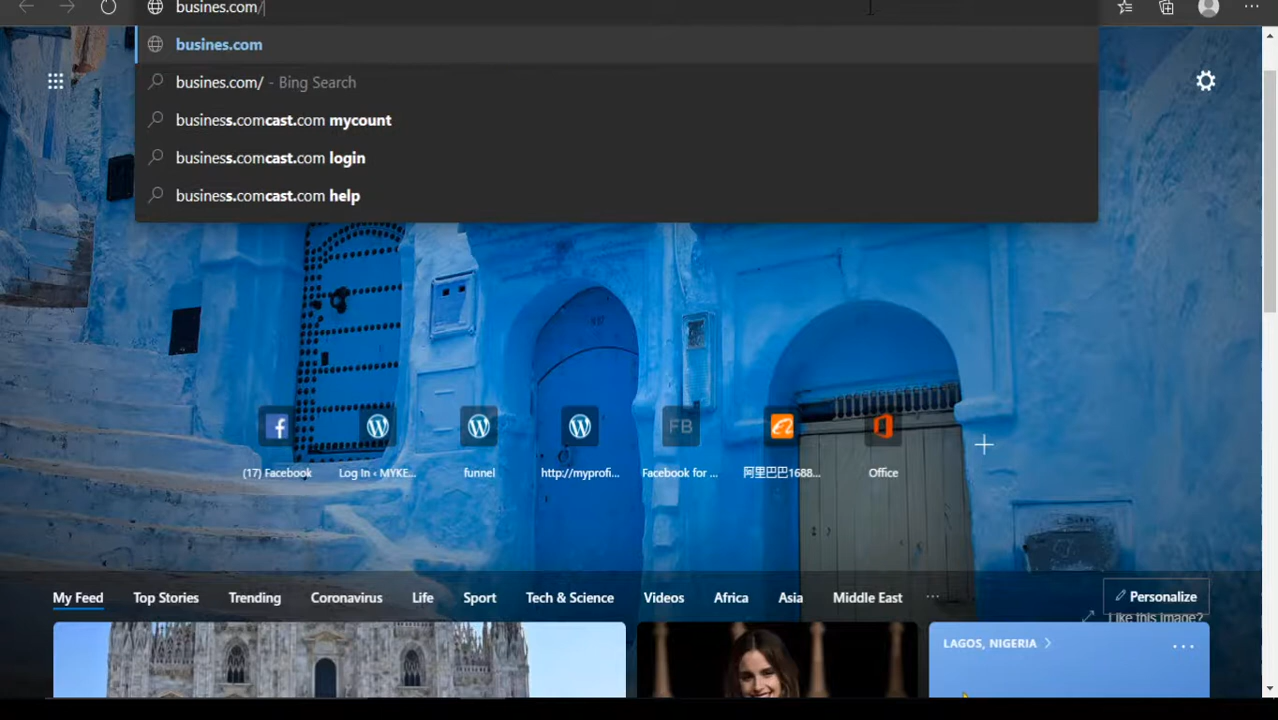 busines.com/
busines.com
busines.com/ - Bing Search
business.comcast.com mycount
business.comcast.com login
business.comcast.com help
FB
(17) Facebook
Log In ‹ MYKE...
funnel
http://myprofi...
Facebook for ...
阿里巴巴1688...
Office
My Feed
Top Stories
Trending
Coronavirus
Life
Sport
Tech & Science
Videos
Africa
Asia
Middle East
...
Personalize
Like this image?
LAGOS, NIGERIA